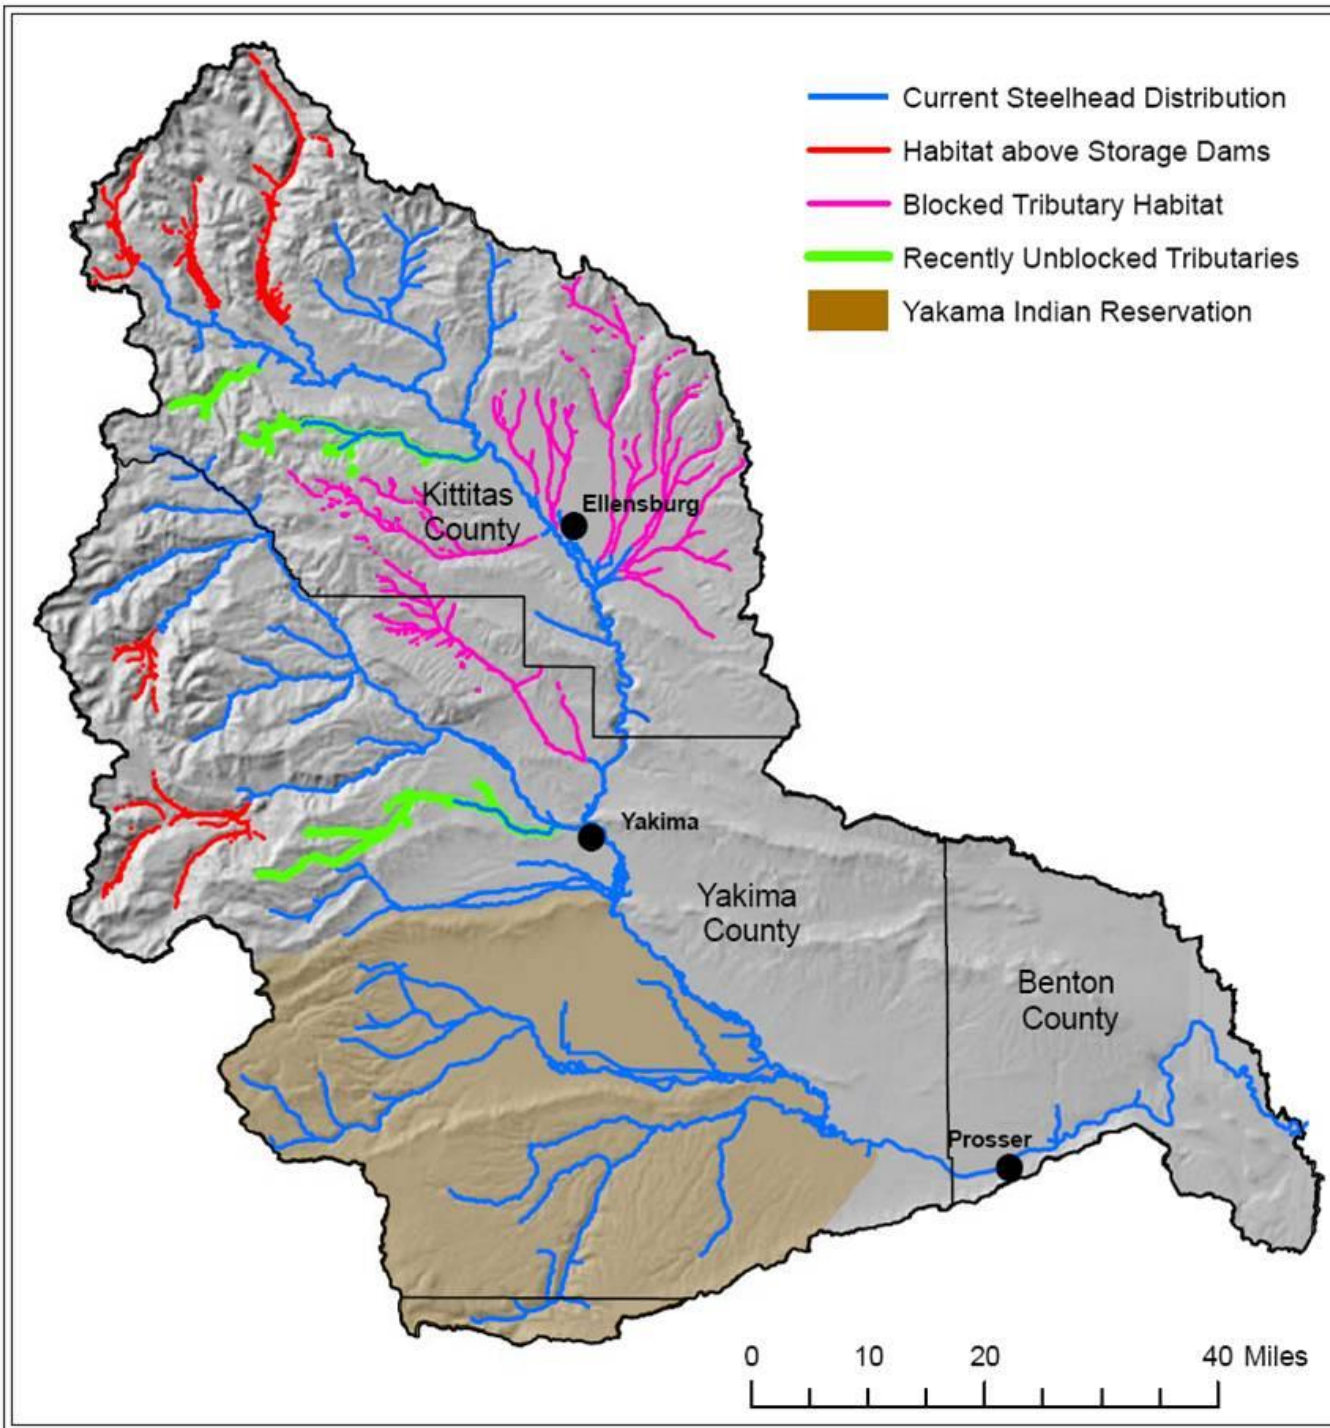 Current Steelhead Distribution
Habitat above Storage Dams
Blocked Tributary Habitat
Recently Unblocked Tributaries
Yakama Indian Reservation
Kittitas
County
Ellensburg
Yakima
Yakima
County
Benton
County
Prosser
0 10 20 40 Miles